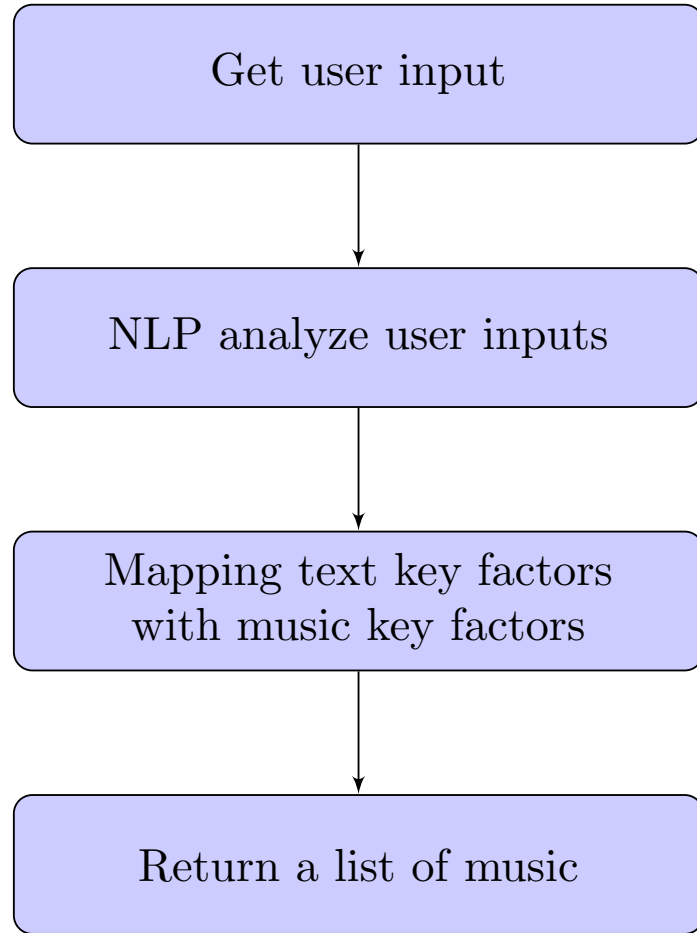 Get user input
NLP analyze user inputs
Mapping text key factors
with music key factors
Return a list of music